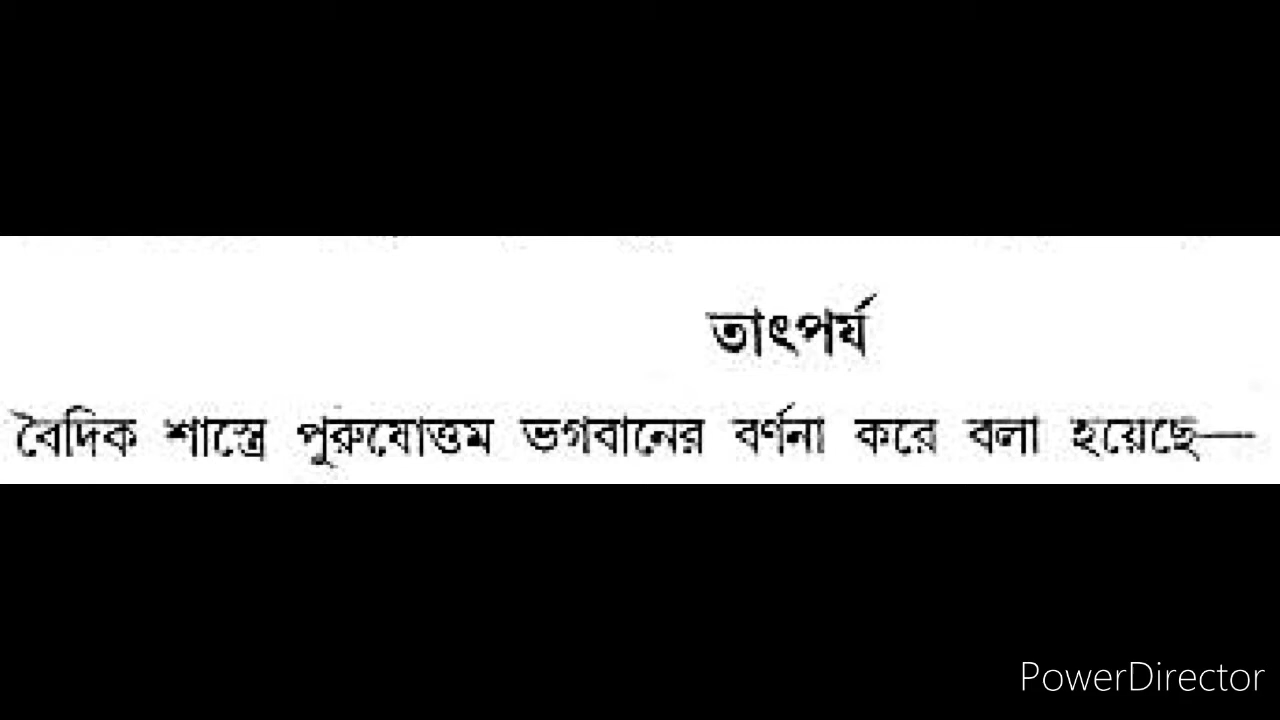 তাৎপর্য
বৈদিক শাস্ত্রে পুরুষোত্তম ভগবানের বর্ণনা করে বলা হয়েছে—
PowerDirector